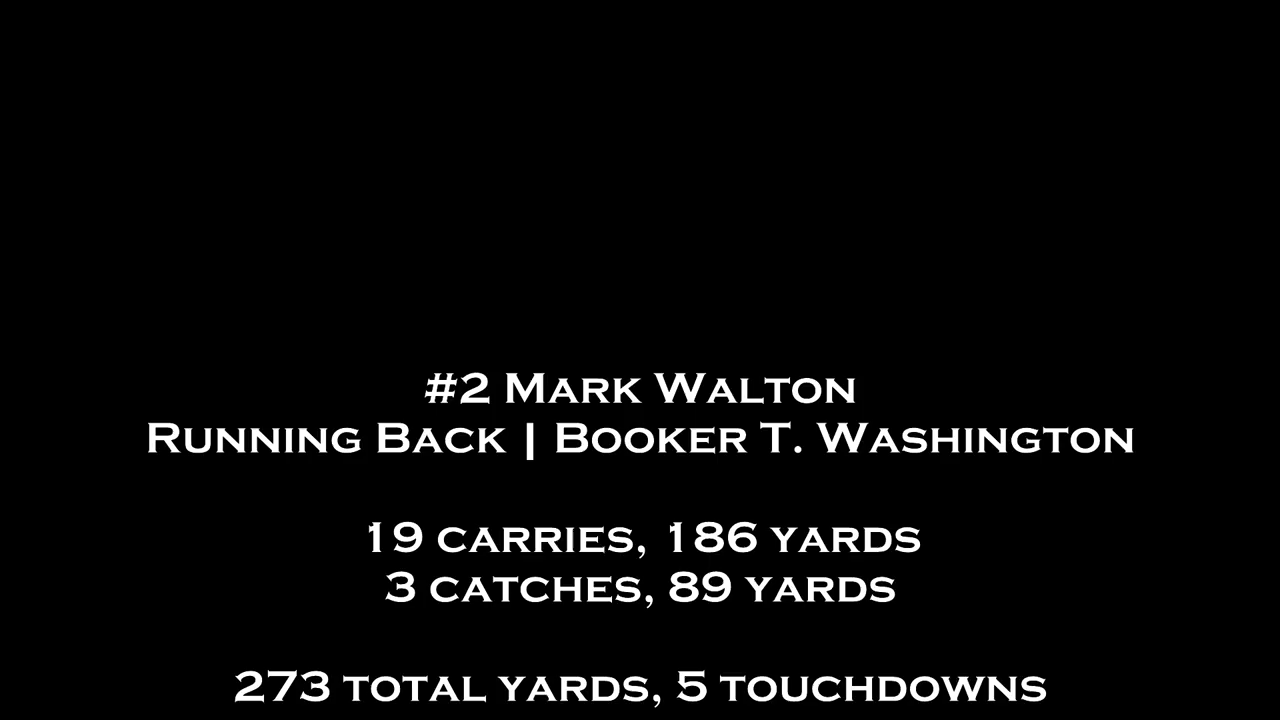 #2 Mark Walton
Running Back | Booker T. Washington
19 carries, 186 yards
3 catches, 89 yards
273 total yards, 5 touchdowns